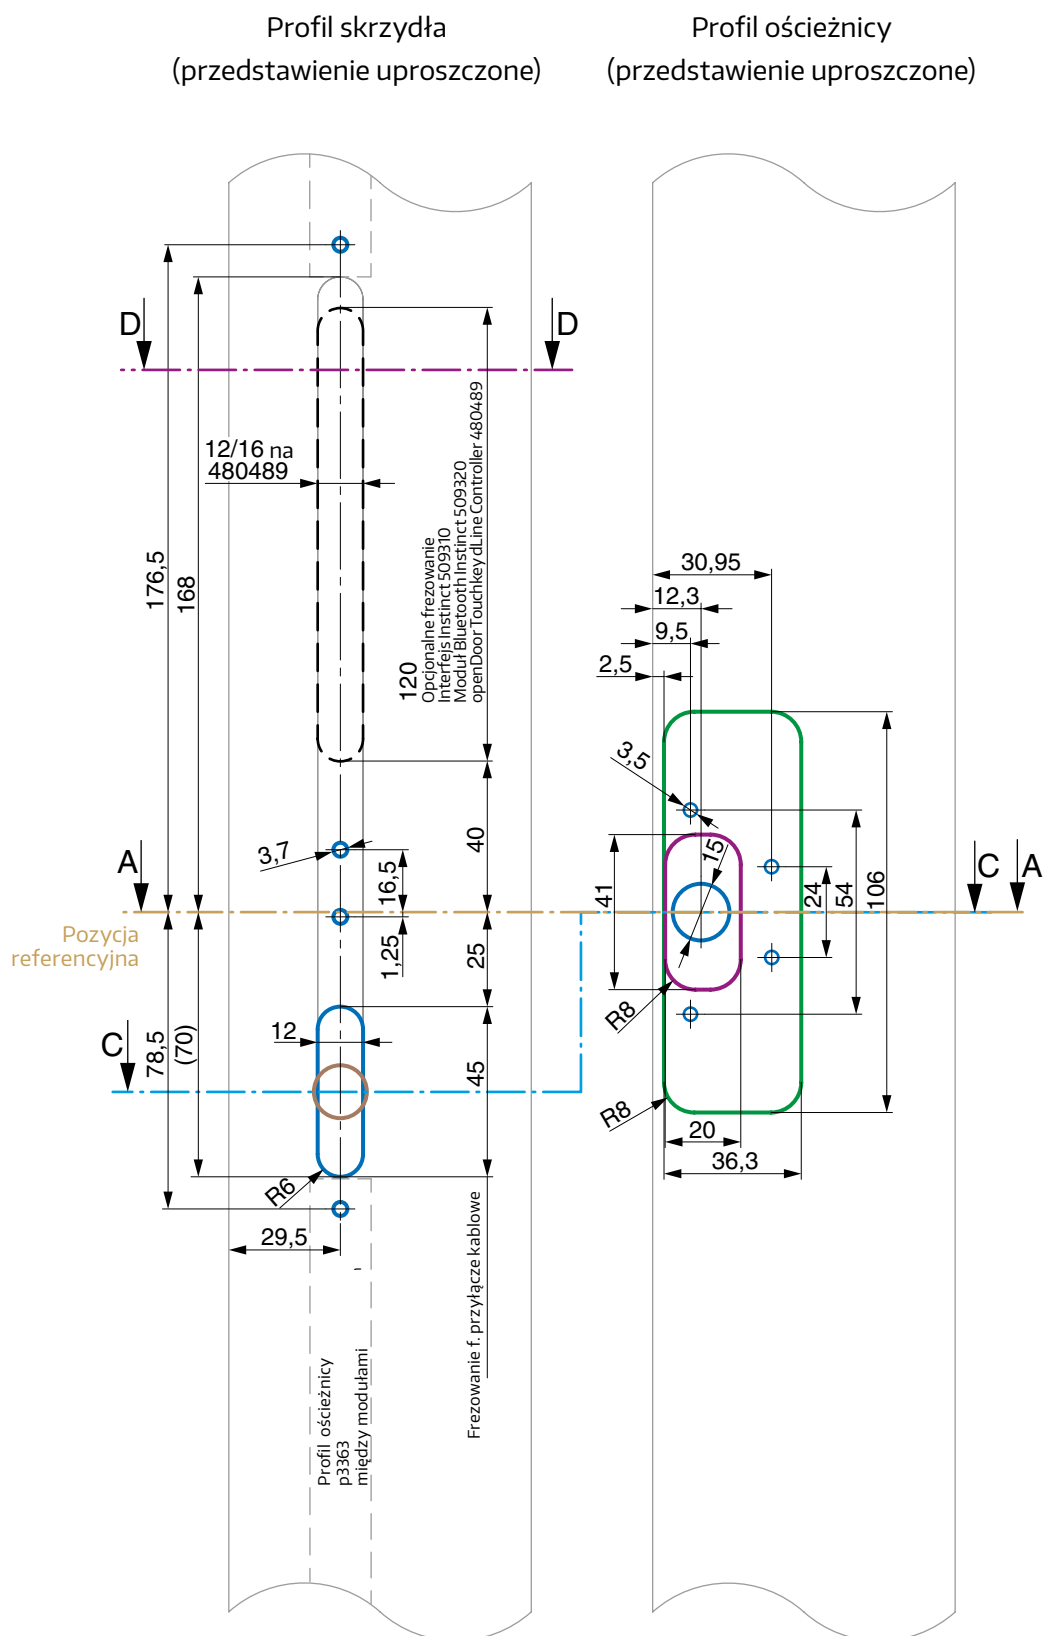 Profil skrzydła
(przedstawienie uproszczone)
Profil ościeżnicy
(przedstawienie uproszczone)
D
D
12/16 na
480489
176,5
168
120
Opcjonalne frezowanie
Interfejs Instinct 509310
Moduł Bluetooth Instinct 509320
openDoor Touchkey dLine Controller 480489
30,95
12,3
9,5
2,5
3,5
3,7
16,5
40
A
Pozycja
referencyjna
1,25
25
15
41
24
54
106
C
A
C
78,5
(70)
12
45
R6
29,5
R8
R8
20
36,3
Frezowanie f. przyłącze kablowe
Profil ościeżnicy
p3363
między modułami